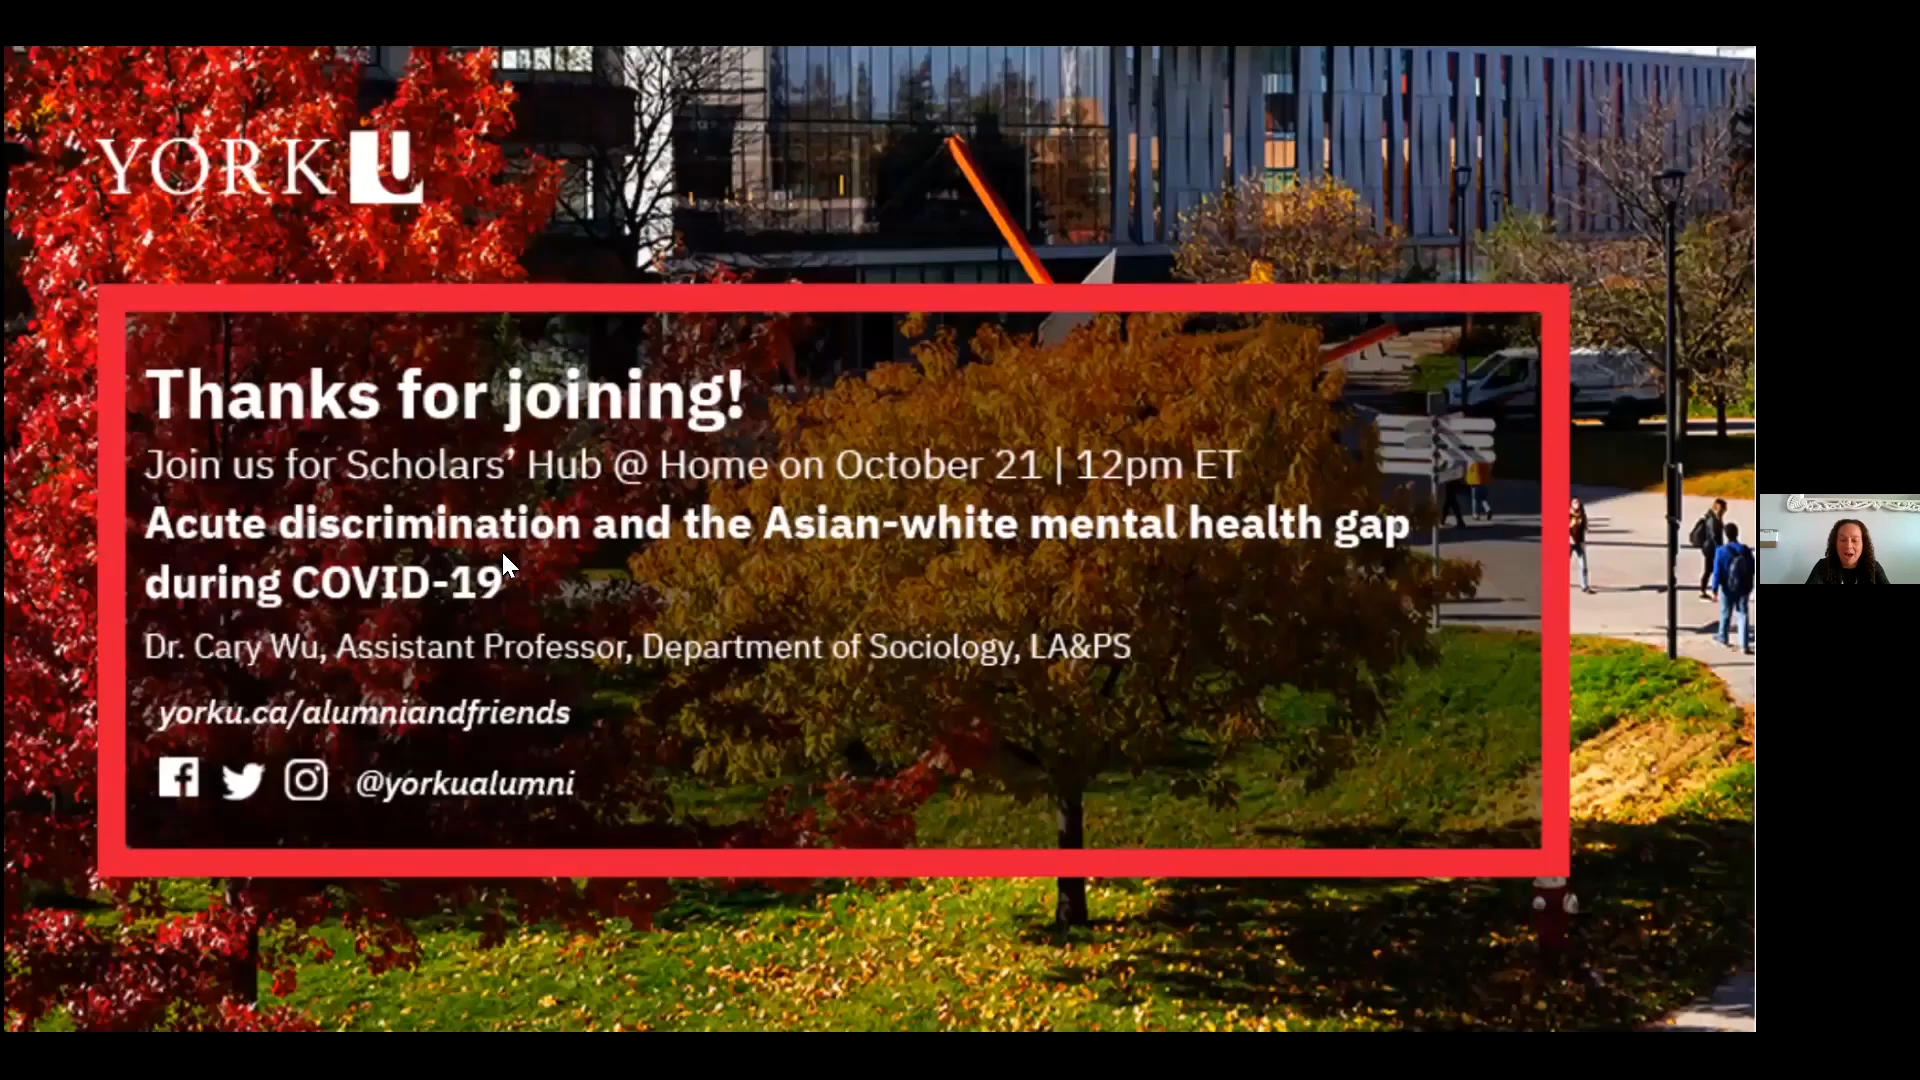 YORK U
Thanks for joining!
Join us for Scholars’ Hub @ Home on October 21 | 12pm ET
Acute discrimination and the Asian-white mental health gap
during COVID-19
Dr. Cary Wu, Assistant Professor, Department of Sociology, LA&PS
yorku.ca/alumniandfriends
@yorkualumni